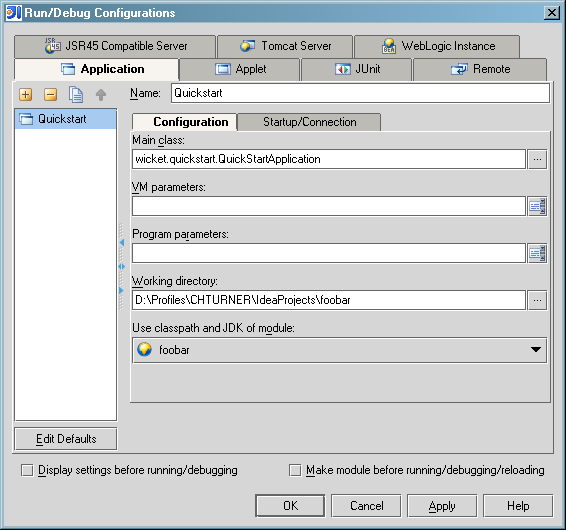 Run/Debug Configurations
JSR45 Compatible Server
Tomcat Server
WebLogic Instance
Application
Applet
JUnit
Remote
Name: Quickstart
Quickstart
Configuration
Startup/Connection
Main class:
wicket.quickstart.QuickStartApplication
...
VM parameters:
Program parameters:
Working directory:
D:\Profiles\CHTURNER\IdeaProjects\foobar
...
Use classpath and JDK of module:
foobar
Edit Defaults
Display settings before running/debugging
Make module before running/debugging/reloading
OK
Cancel
Apply
Help